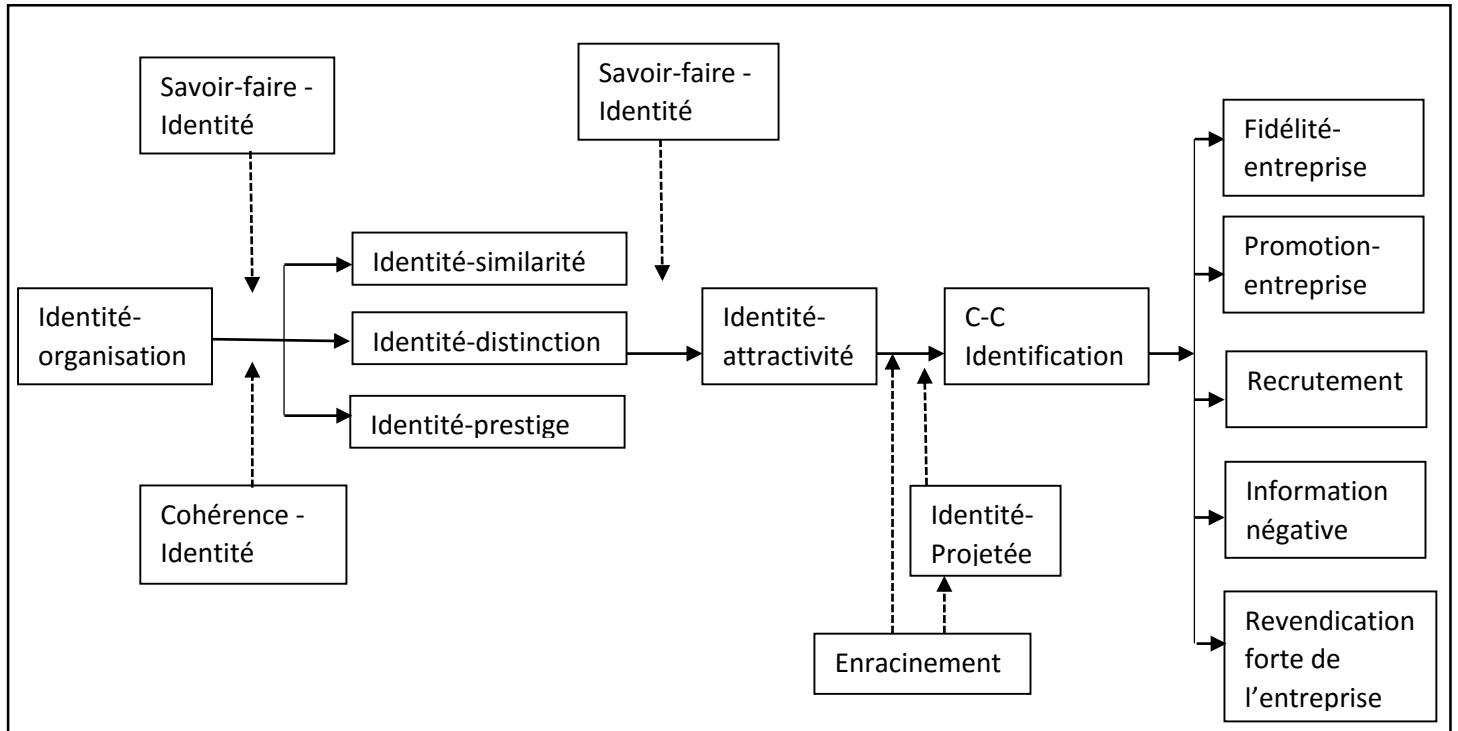 Savoir-faire -
Identité
Savoir-faire -
Identité
Fidélité-
entreprise
Promotion-
entreprise
Identité-similarité
Identité-
organisation
Identité-distinction
Identité-
attractivité
C-C
Identification
Recrutement
Identité-prestige
Cohérence -
Identité
Identité-
Projetée
Information
négative
Enracinement
Revendication
forte de
l’entreprise